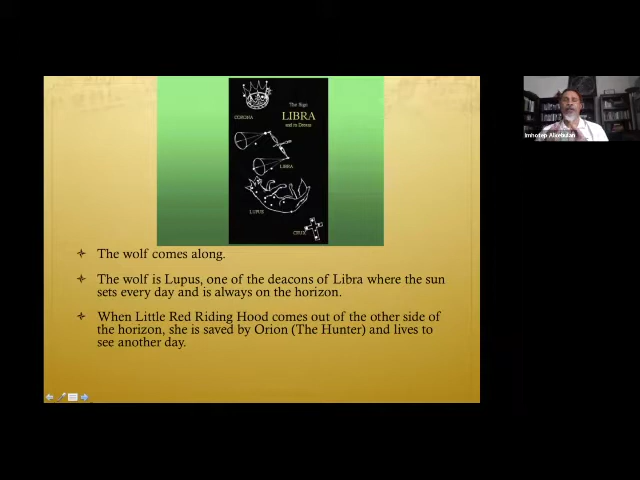 The Sign
LIBRA
and its Decans
CORONA
LIBRA
LUPUS
CRUX
Imhotep Alkebulan
The wolf comes along.
The wolf is Lupus, one of the deacons of Libra where the sun
sets every day and is always on the horizon.
When Little Red Riding Hood comes out of the other side of
the horizon, she is saved by Orion (The Hunter) and lives to
see another day.